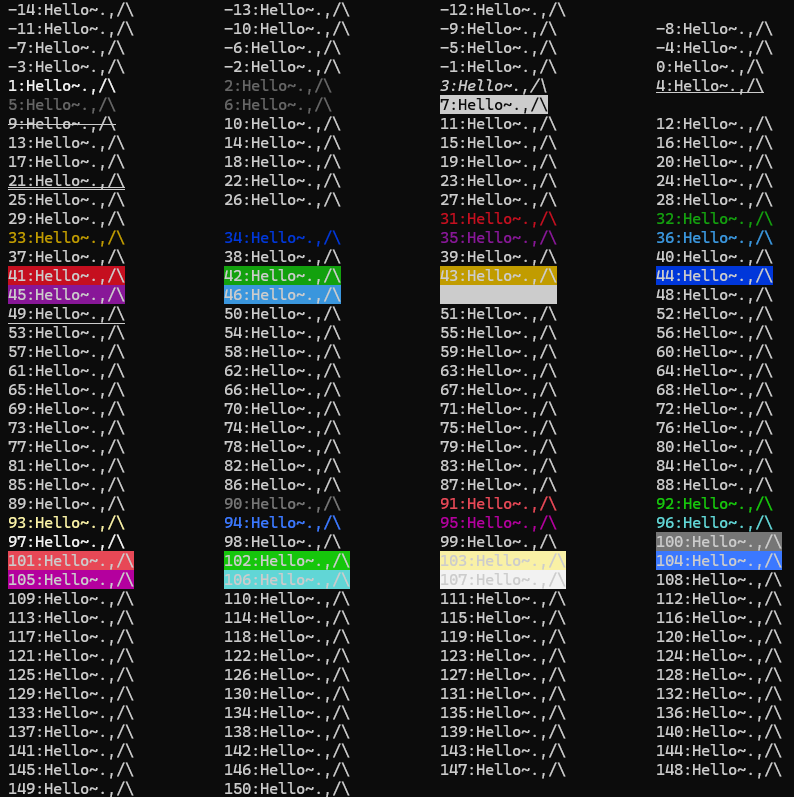 -14:Hello~.,/\ -13:Hello~.,/\ -12:Hello~.,/\
-11:Hello~.,/\ -10:Hello~.,/\ -9:Hello~.,/\ -8:Hello~.,/\
-7:Hello~.,/\ -6:Hello~.,/\ -5:Hello~.,/\ -4:Hello~.,/\
-3:Hello~.,/\ -2:Hello~.,/\ -1:Hello~.,/\ 0:Hello~.,/\
1:Hello~.,/\ 2:Hello~.,/\ 3:Hello~.,/\ 4:Hello~.,/\
5:Hello~.,/\ 6:Hello~.,/\ 7:Hello~.,/\
9:Hello~.,/\ 10:Hello~.,/\ 11:Hello~.,/\ 12:Hello~.,/\
13:Hello~.,/\ 14:Hello~.,/\ 15:Hello~.,/\ 16:Hello~.,/\
17:Hello~.,/\ 18:Hello~.,/\ 19:Hello~.,/\ 20:Hello~.,/\
21:Hello~.,/\ 22:Hello~.,/\ 23:Hello~.,/\ 24:Hello~.,/\
25:Hello~.,/\ 26:Hello~.,/\ 27:Hello~.,/\ 28:Hello~.,/\
29:Hello~.,/\ 31:Hello~.,/\ 32:Hello~.,/\
33:Hello~.,/\ 34:Hello~.,/\ 35:Hello~.,/\ 36:Hello~.,/\
37:Hello~.,/\ 38:Hello~.,/\ 39:Hello~.,/\ 40:Hello~.,/\
41:Hello~.,/\ 42:Hello~.,/\ 43:Hello~.,/\ 44:Hello~.,/\
45:Hello~.,/\ 46:Hello~.,/\ 48:Hello~.,/\
49:Hello~.,/\ 50:Hello~.,/\ 51:Hello~.,/\ 52:Hello~.,/\
53:Hello~.,/\ 54:Hello~.,/\ 55:Hello~.,/\ 56:Hello~.,/\
57:Hello~.,/\ 58:Hello~.,/\ 59:Hello~.,/\ 60:Hello~.,/\
61:Hello~.,/\ 62:Hello~.,/\ 63:Hello~.,/\ 64:Hello~.,/\
65:Hello~.,/\ 66:Hello~.,/\ 67:Hello~.,/\ 68:Hello~.,/\
69:Hello~.,/\ 70:Hello~.,/\ 71:Hello~.,/\ 72:Hello~.,/\
73:Hello~.,/\ 74:Hello~.,/\ 75:Hello~.,/\ 76:Hello~.,/\
77:Hello~.,/\ 78:Hello~.,/\ 79:Hello~.,/\ 80:Hello~.,/\
81:Hello~.,/\ 82:Hello~.,/\ 83:Hello~.,/\ 84:Hello~.,/\
85:Hello~.,/\ 86:Hello~.,/\ 87:Hello~.,/\ 88:Hello~.,/\
89:Hello~.,/\ 90:Hello~.,/\ 91:Hello~.,/\ 92:Hello~.,/\
93:Hello~.,/\ 94:Hello~.,/\ 95:Hello~.,/\ 96:Hello~.,/\
97:Hello~.,/\ 98:Hello~.,/\ 99:Hello~.,/\ 100:Hello~.,/\
101:Hello~.,/\ 102:Hello~.,/\ 103:Hello~.,/\ 104:Hello~.,/\
105:Hello~.,/\ 106:Hello~.,/\ 107:Hello~.,/\ 108:Hello~.,/\
109:Hello~.,/\ 110:Hello~.,/\ 111:Hello~.,/\ 112:Hello~.,/\
113:Hello~.,/\ 114:Hello~.,/\ 115:Hello~.,/\ 116:Hello~.,/\
117:Hello~.,/\ 118:Hello~.,/\ 119:Hello~.,/\ 120:Hello~.,/\
121:Hello~.,/\ 122:Hello~.,/\ 123:Hello~.,/\ 124:Hello~.,/\
125:Hello~.,/\ 126:Hello~.,/\ 127:Hello~.,/\ 128:Hello~.,/\
129:Hello~.,/\ 130:Hello~.,/\ 131:Hello~.,/\ 132:Hello~.,/\
133:Hello~.,/\ 134:Hello~.,/\ 135:Hello~.,/\ 136:Hello~.,/\
137:Hello~.,/\ 138:Hello~.,/\ 139:Hello~.,/\ 140:Hello~.,/\
141:Hello~.,/\ 142:Hello~.,/\ 143:Hello~.,/\ 144:Hello~.,/\
145:Hello~.,/\ 146:Hello~.,/\ 147:Hello~.,/\ 148:Hello~.,/\
149:Hello~.,/\ 150:Hello~.,/\